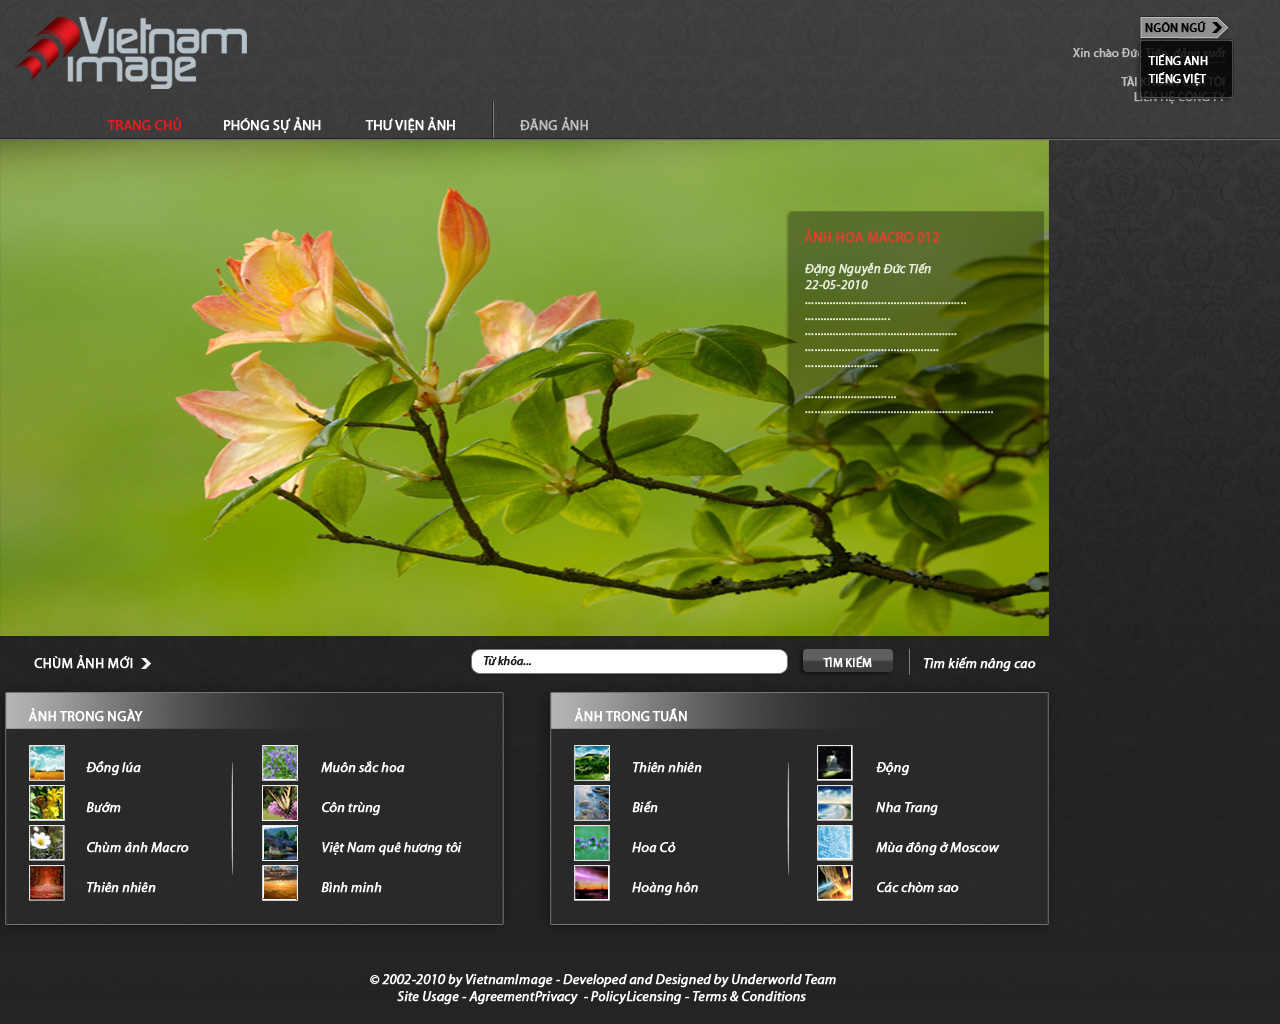 Vietnam
image
NGÔN NGỮ
Xin chào Đức
TIẾNG ANH
TIẾNG VIỆT
LIÊN HỆ CÔNG TY
TRANG CHỦ
PHÓNG SỰ ẢNH
THƯ VIỆN ẢNH
ĐĂNG ẢNH
ẢNH HOA MACRO 012
Đặng Nguyễn Đức Tiến
22-05-2010
CHÙM ẢNH MỚI
Từ khóa...
TÌM KIẾM
Tìm kiếm nâng cao
ẢNH TRONG NGÀY
Đồng lúa
Muôn sắc hoa
Bướm
Côn trùng
Chùm ảnh Macro
Việt Nam quê hương tôi
Thiên nhiên
Bình minh
ẢNH TRONG TUẦN
Thiên nhiên
Động
Biển
Nha Trang
Hoa Cỏ
Mùa đông ở Moscow
Hoàng hôn
Các chòm sao
© 2002-2010 by VietnamImage - Developed and Designed by Underworld Team
Site Usage - AgreementPrivacy - PolicyLicensing - Terms & Conditions